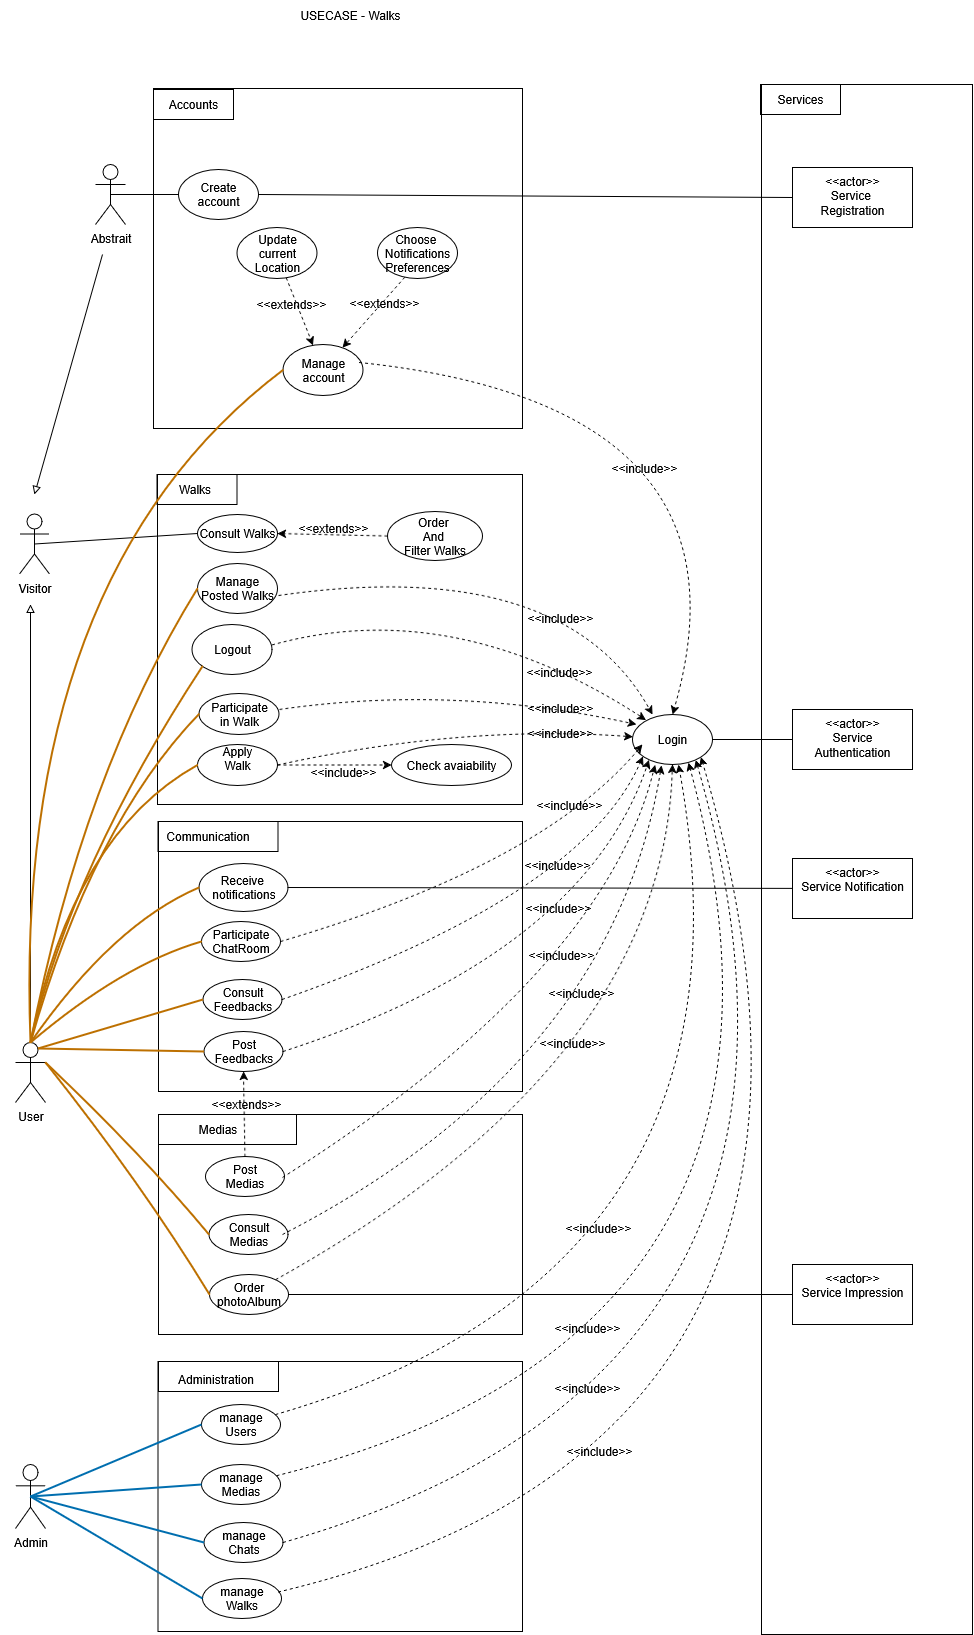 USECASE - Walks
Accounts
Services
Create
account
<<actor>>
Service
Registration
Abstrait
Update
current
Location
Choose
Notifications
Preferences
<<extends>>
<<extends>>
Manage
account
<<include>>
Walks
Consult Walks
<<extends>>
Order
And
Filter Walks
Visitor
Manage
Posted Walks
<<include>>
Logout
<<include>>
Participate
in Walk
<<include>>
Apply
Walk
<<include>>
<<include>>
Check avaiability
Login
<<actor>>
Service
Authentication
<<include>>
Communication
Receive
notifications
<<include>>
<<actor>>
Service Notification
Participate
ChatRoom
<<include>>
<<include>>
Consult
Feedbacks
<<include>>
Post
Feedbacks
<<include>>
User
<<extends>>
Medias
Post
Medias
Consult
Medias
<<include>>
Order
photoAlbum
<<actor>>
Service Impression
<<include>>
Administration
<<include>>
manage
Users
<<include>>
manage
Medias
Admin
manage
Chats
manage
Walks